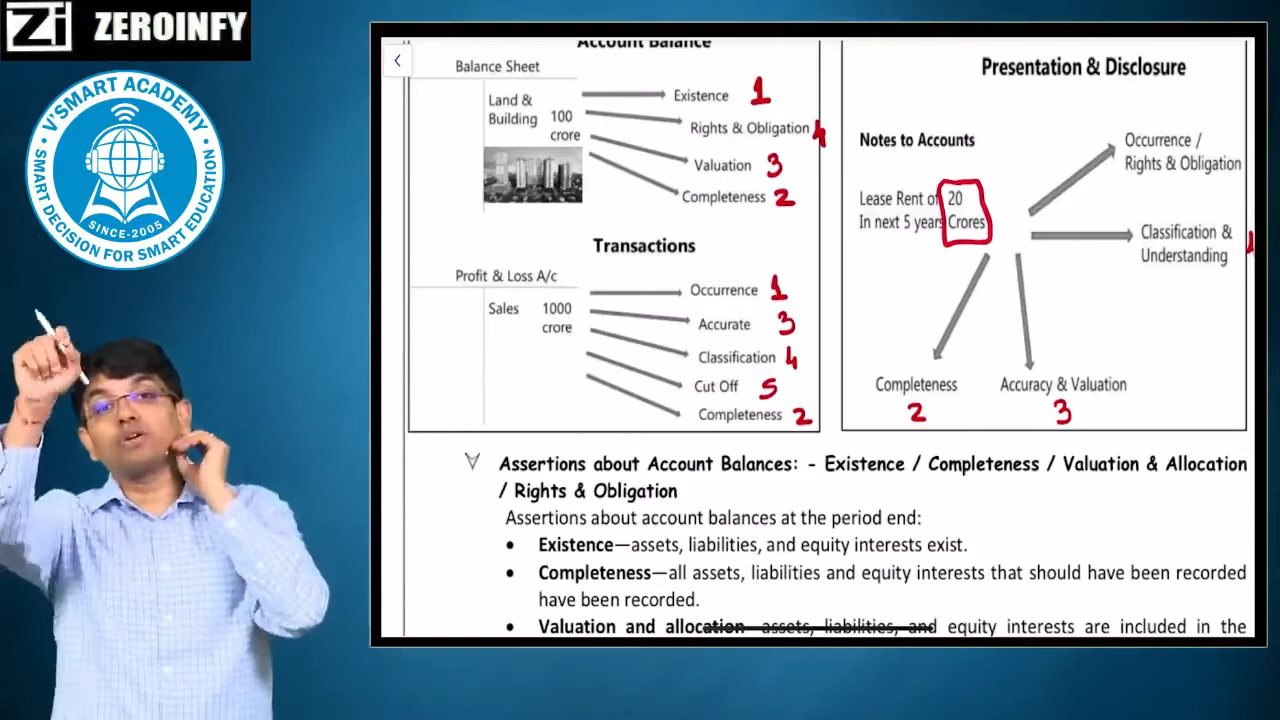 Zi ZEROINFY
V'SMART ACADEMY
SINCE-2005
SMART DECISION FOR SMART EDUCATION
Account Balance
Balance Sheet
Land & Building 100 crore
Existence 1
Rights & Obligation 4
Valuation 3
Completeness 2
Transactions
Profit & Loss A/c
Sales 1000 crore
Occurrence 1
Accurate 3
Classification 4
Cut Off 5
Completeness 2
Presentation & Disclosure
Notes to Accounts
Lease Rent of 20
In next 5 years Crores
Occurrence /
Rights & Obligation
Classification &
Understanding
Completeness
2
Accuracy & Valuation
3
Assertions about Account Balances: - Existence / Completeness / Valuation & Allocation
/ Rights & Obligation
Assertions about account balances at the period end:
• Existence—assets, liabilities, and equity interests exist.
• Completeness—all assets, liabilities and equity interests that should have been recorded
have been recorded.
• Valuation and allocation—assets, liabilities, and equity interests are included in the